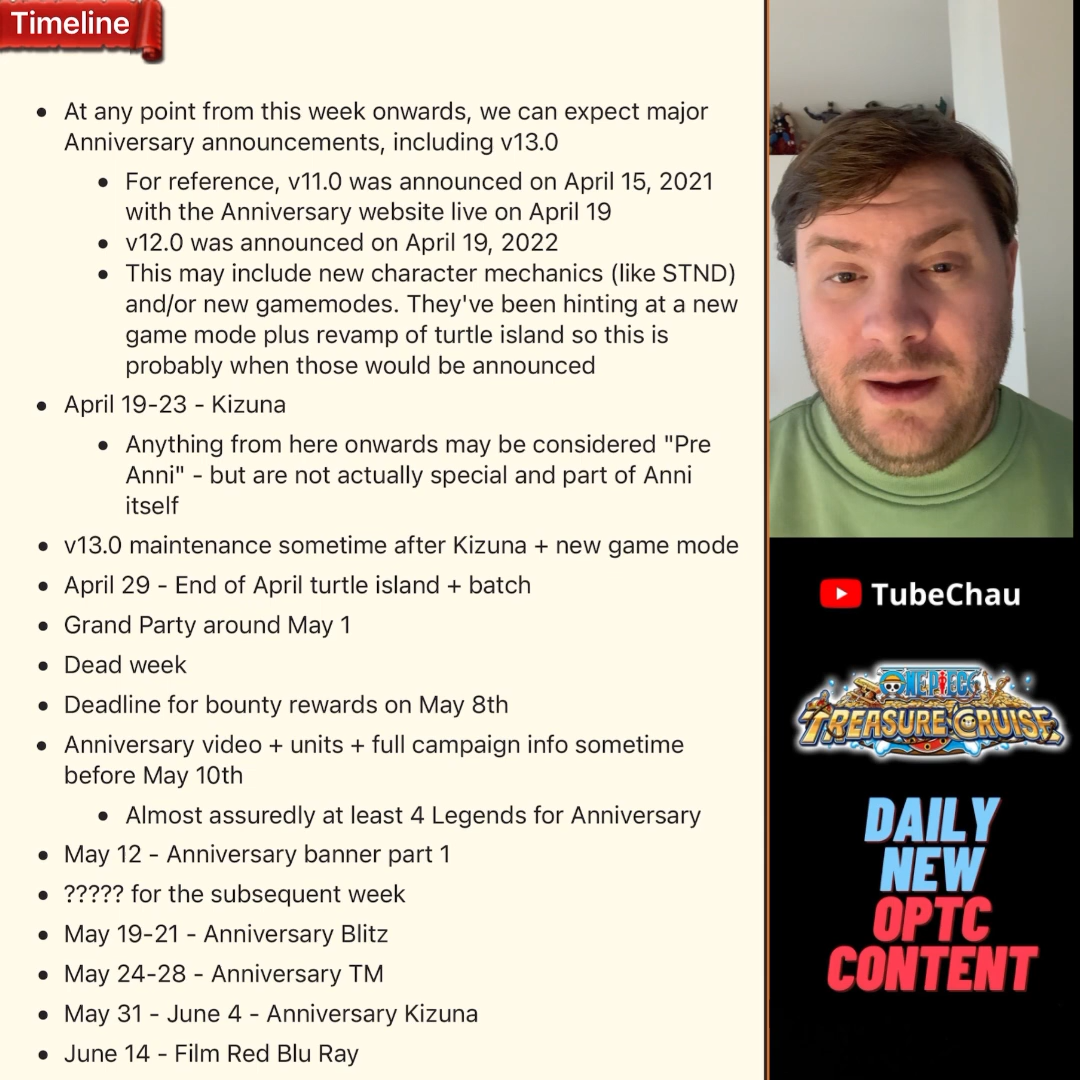 Timeline
At any point from this week onwards, we can expect major
Anniversary announcements, including v13.0
For reference, v11.0 was announced on April 15, 2021
with the Anniversary website live on April 19
v12.0 was announced on April 19, 2022
This may include new character mechanics (like STND)
and/or new gamemodes. They've been hinting at a new
game mode plus revamp of turtle island so this is
probably when those would be announced
April 19-23 - Kizuna
Anything from here onwards may be considered "Pre
Anni" - but are not actually special and part of Anni
itself
v13.0 maintenance sometime after Kizuna + new game mode
April 29 - End of April turtle island + batch
Grand Party around May 1
Dead week
Deadline for bounty rewards on May 8th
Anniversary video + units + full campaign info sometime
before May 10th
Almost assuredly at least 4 Legends for Anniversary
May 12 - Anniversary banner part 1
????? for the subsequent week
May 19-21 - Anniversary Blitz
May 24-28 - Anniversary TM
May 31 - June 4 - Anniversary Kizuna
June 14 - Film Red Blu Ray
TubeChau
ONE PIECE
TREASURE CRUISE
DAILY
NEW
OPTC
CONTENT